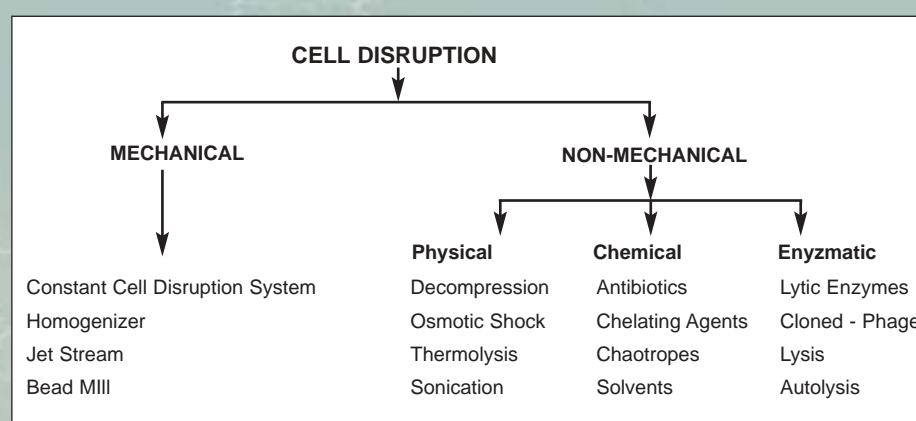 CELL DISRUPTION
MECHANICAL
NON-MECHANICAL
Constant Cell Disruption System
Homogenizer
Jet Stream
Bead MIll
Physical
Decompression
Osmotic Shock
Thermolysis
Sonication
Chemical
Antibiotics
Chelating Agents
Chaotropes
Solvents
Enyzmatic
Lytic Enzymes
Cloned - Phage
Lysis
Autolysis